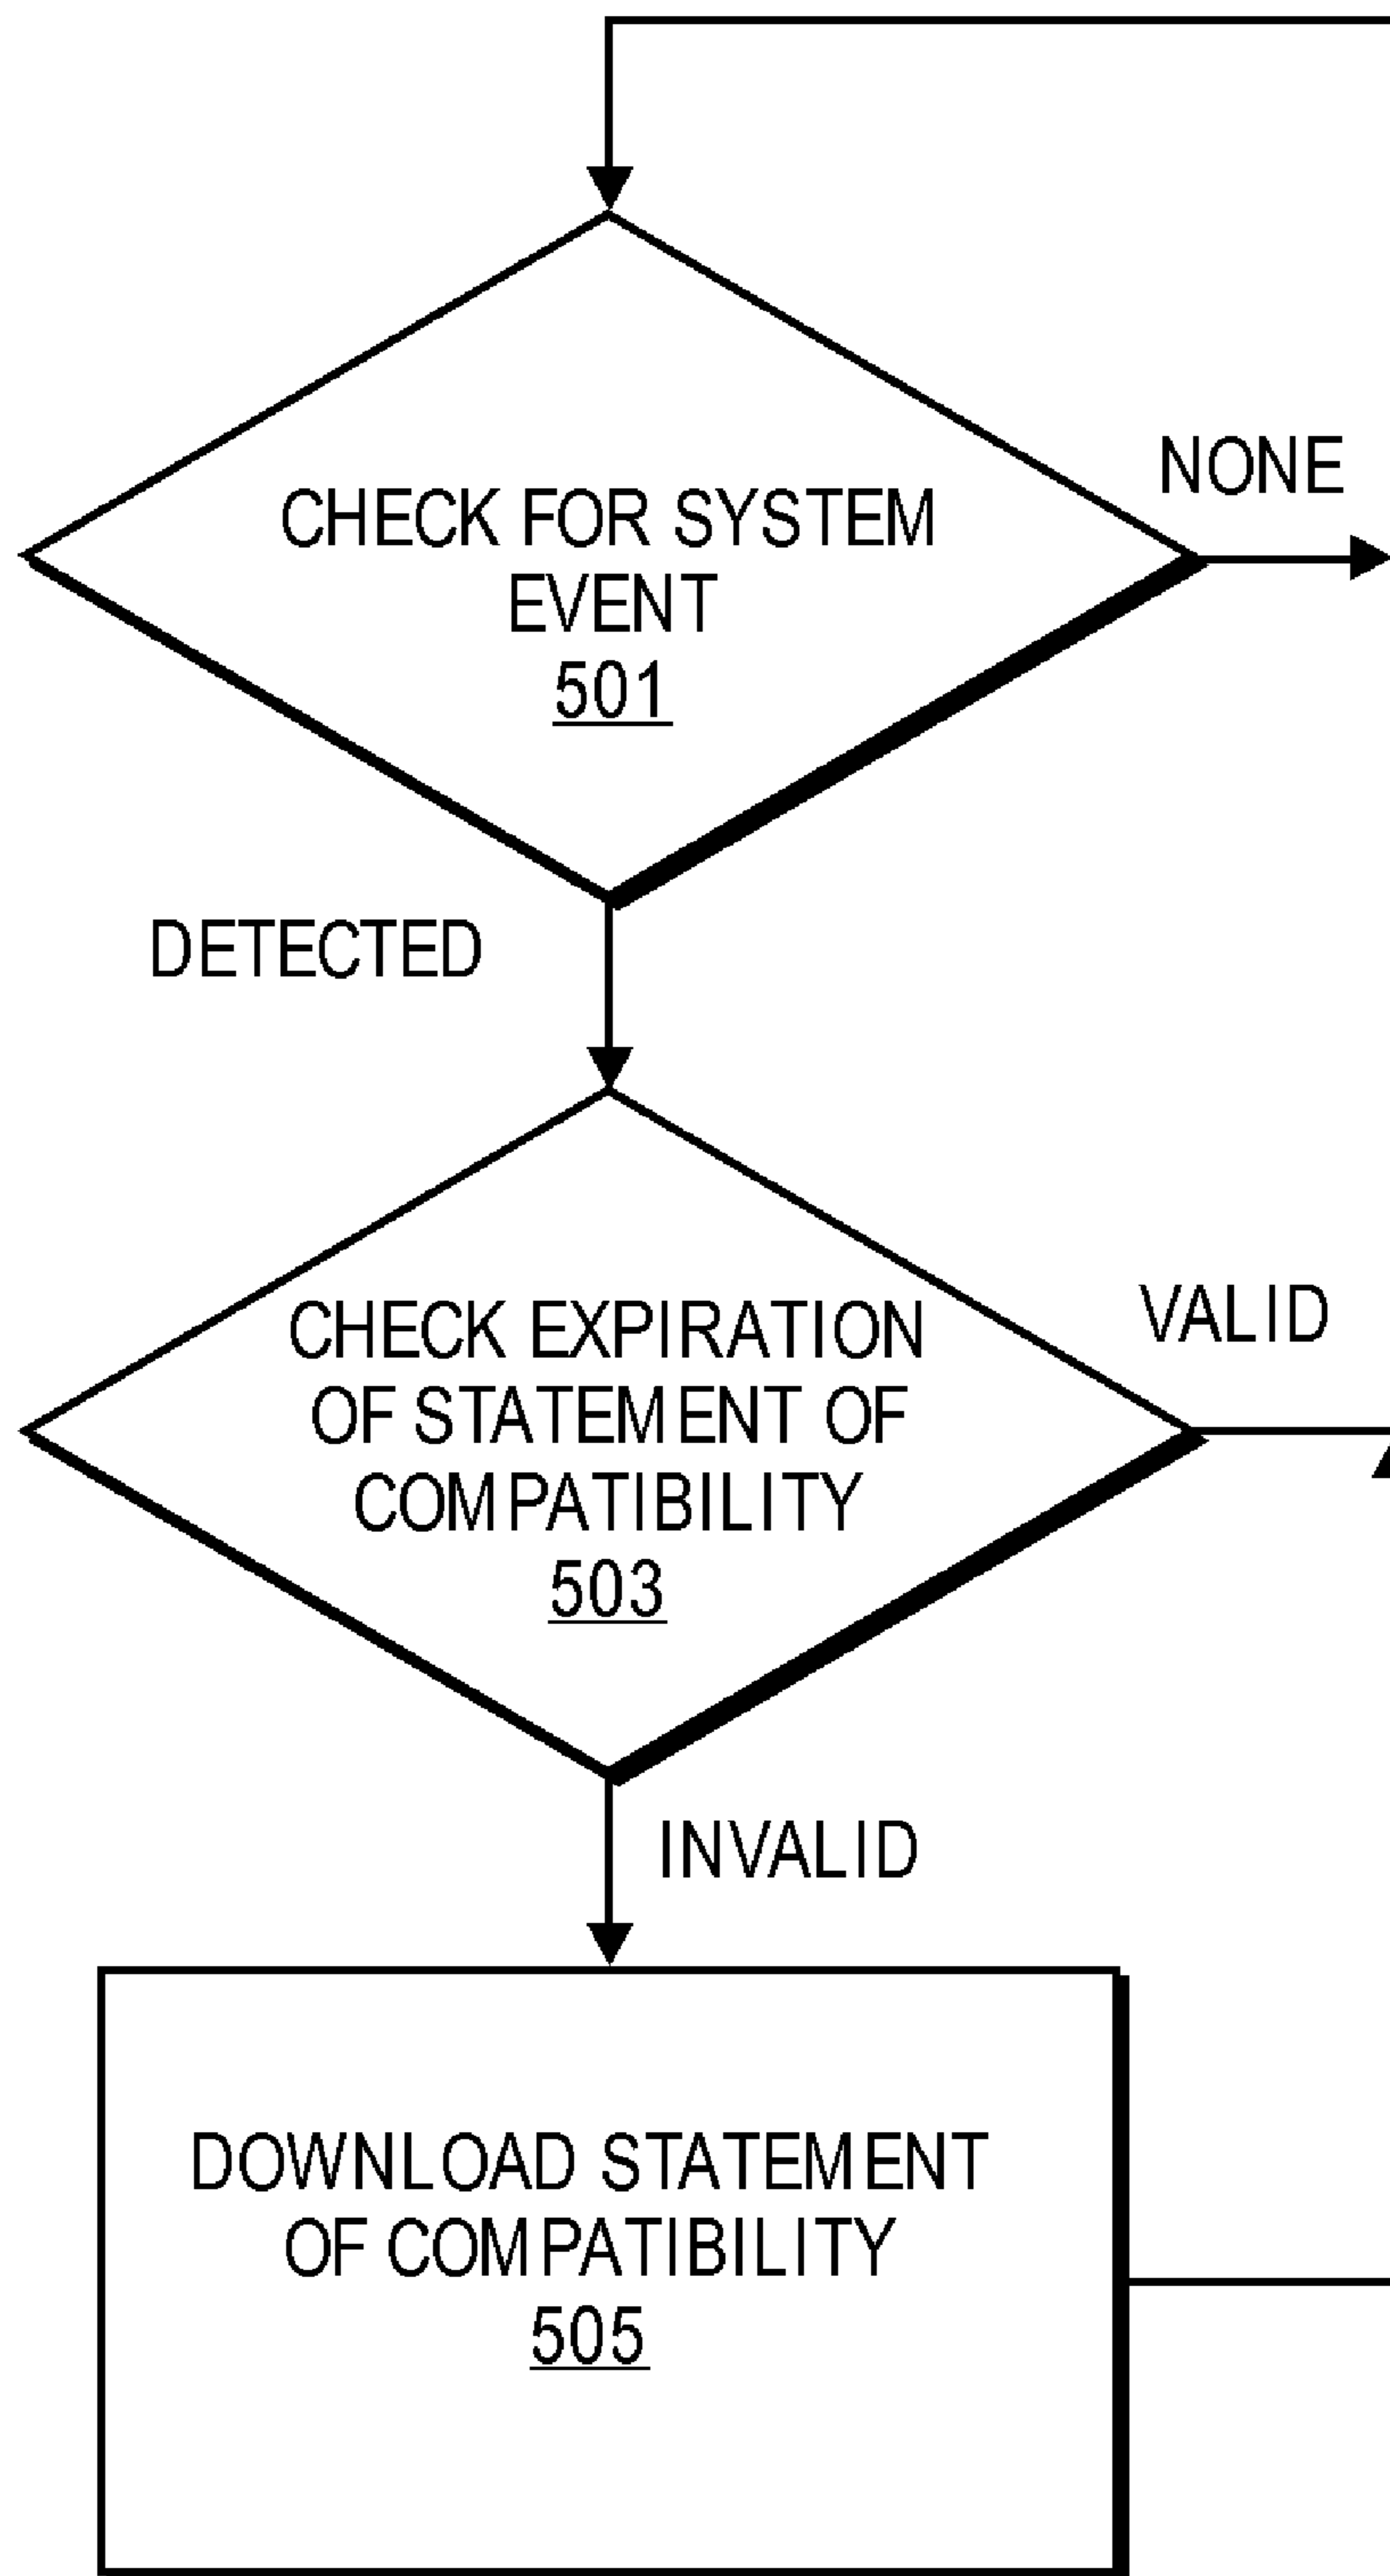 CHECK FOR SYSTEM
EVENT
501
NONE
DETECTED
CHECK EXPIRATION
OF STATEMENT OF
COMPATIBILITY
503
VALID
INVALID
DOWNLOAD STATEMENT
OF COMPATIBILITY
505